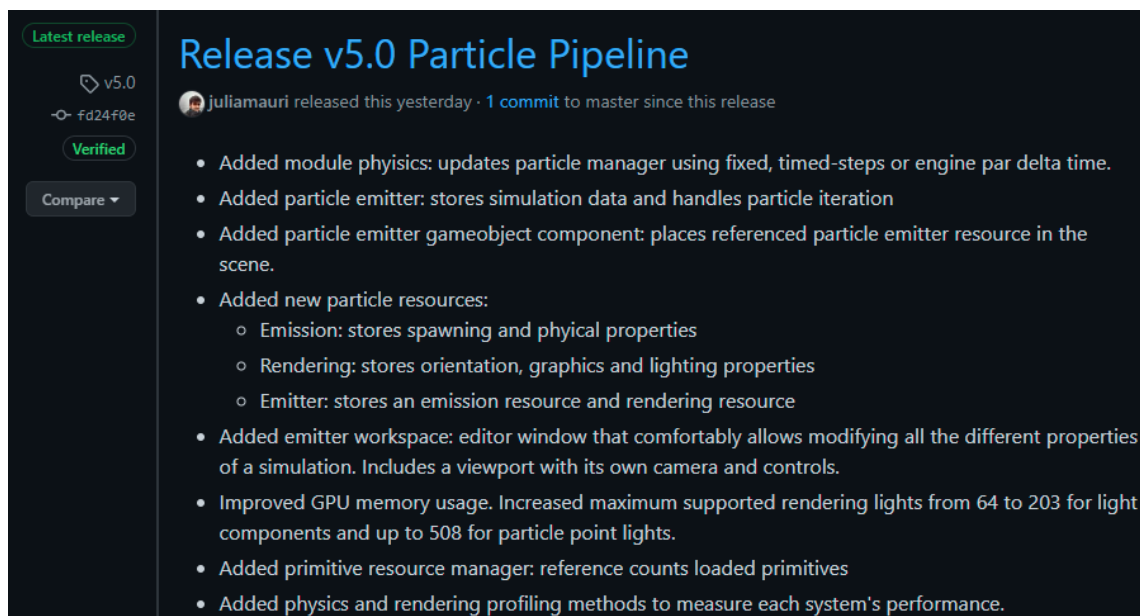 Latest release
v5.0
fd24f0e
Verified
Compare
Release v5.0 Particle Pipeline
juliamauri released this yesterday · 1 commit to master since this release
• Added module phyisics: updates particle manager using fixed, timed-steps or engine par delta time.
• Added particle emitter: stores simulation data and handles particle iteration
• Added particle emitter gameobject component: places referenced particle emitter resource in the
scene.
• Added new particle resources:
◦ Emission: stores spawning and phyical properties
◦ Rendering: stores orientation, graphics and lighting properties
◦ Emitter: stores an emission resource and rendering resource
• Added emitter workspace: editor window that comfortably allows modifying all the different properties
of a simulation. Includes a viewport with its own camera and controls.
• Improved GPU memory usage. Increased maximum supported rendering lights from 64 to 203 for light
components and up to 508 for particle point lights.
• Added primitive resource manager: reference counts loaded primitives
• Added physics and rendering profiling methods to measure each system's performance.